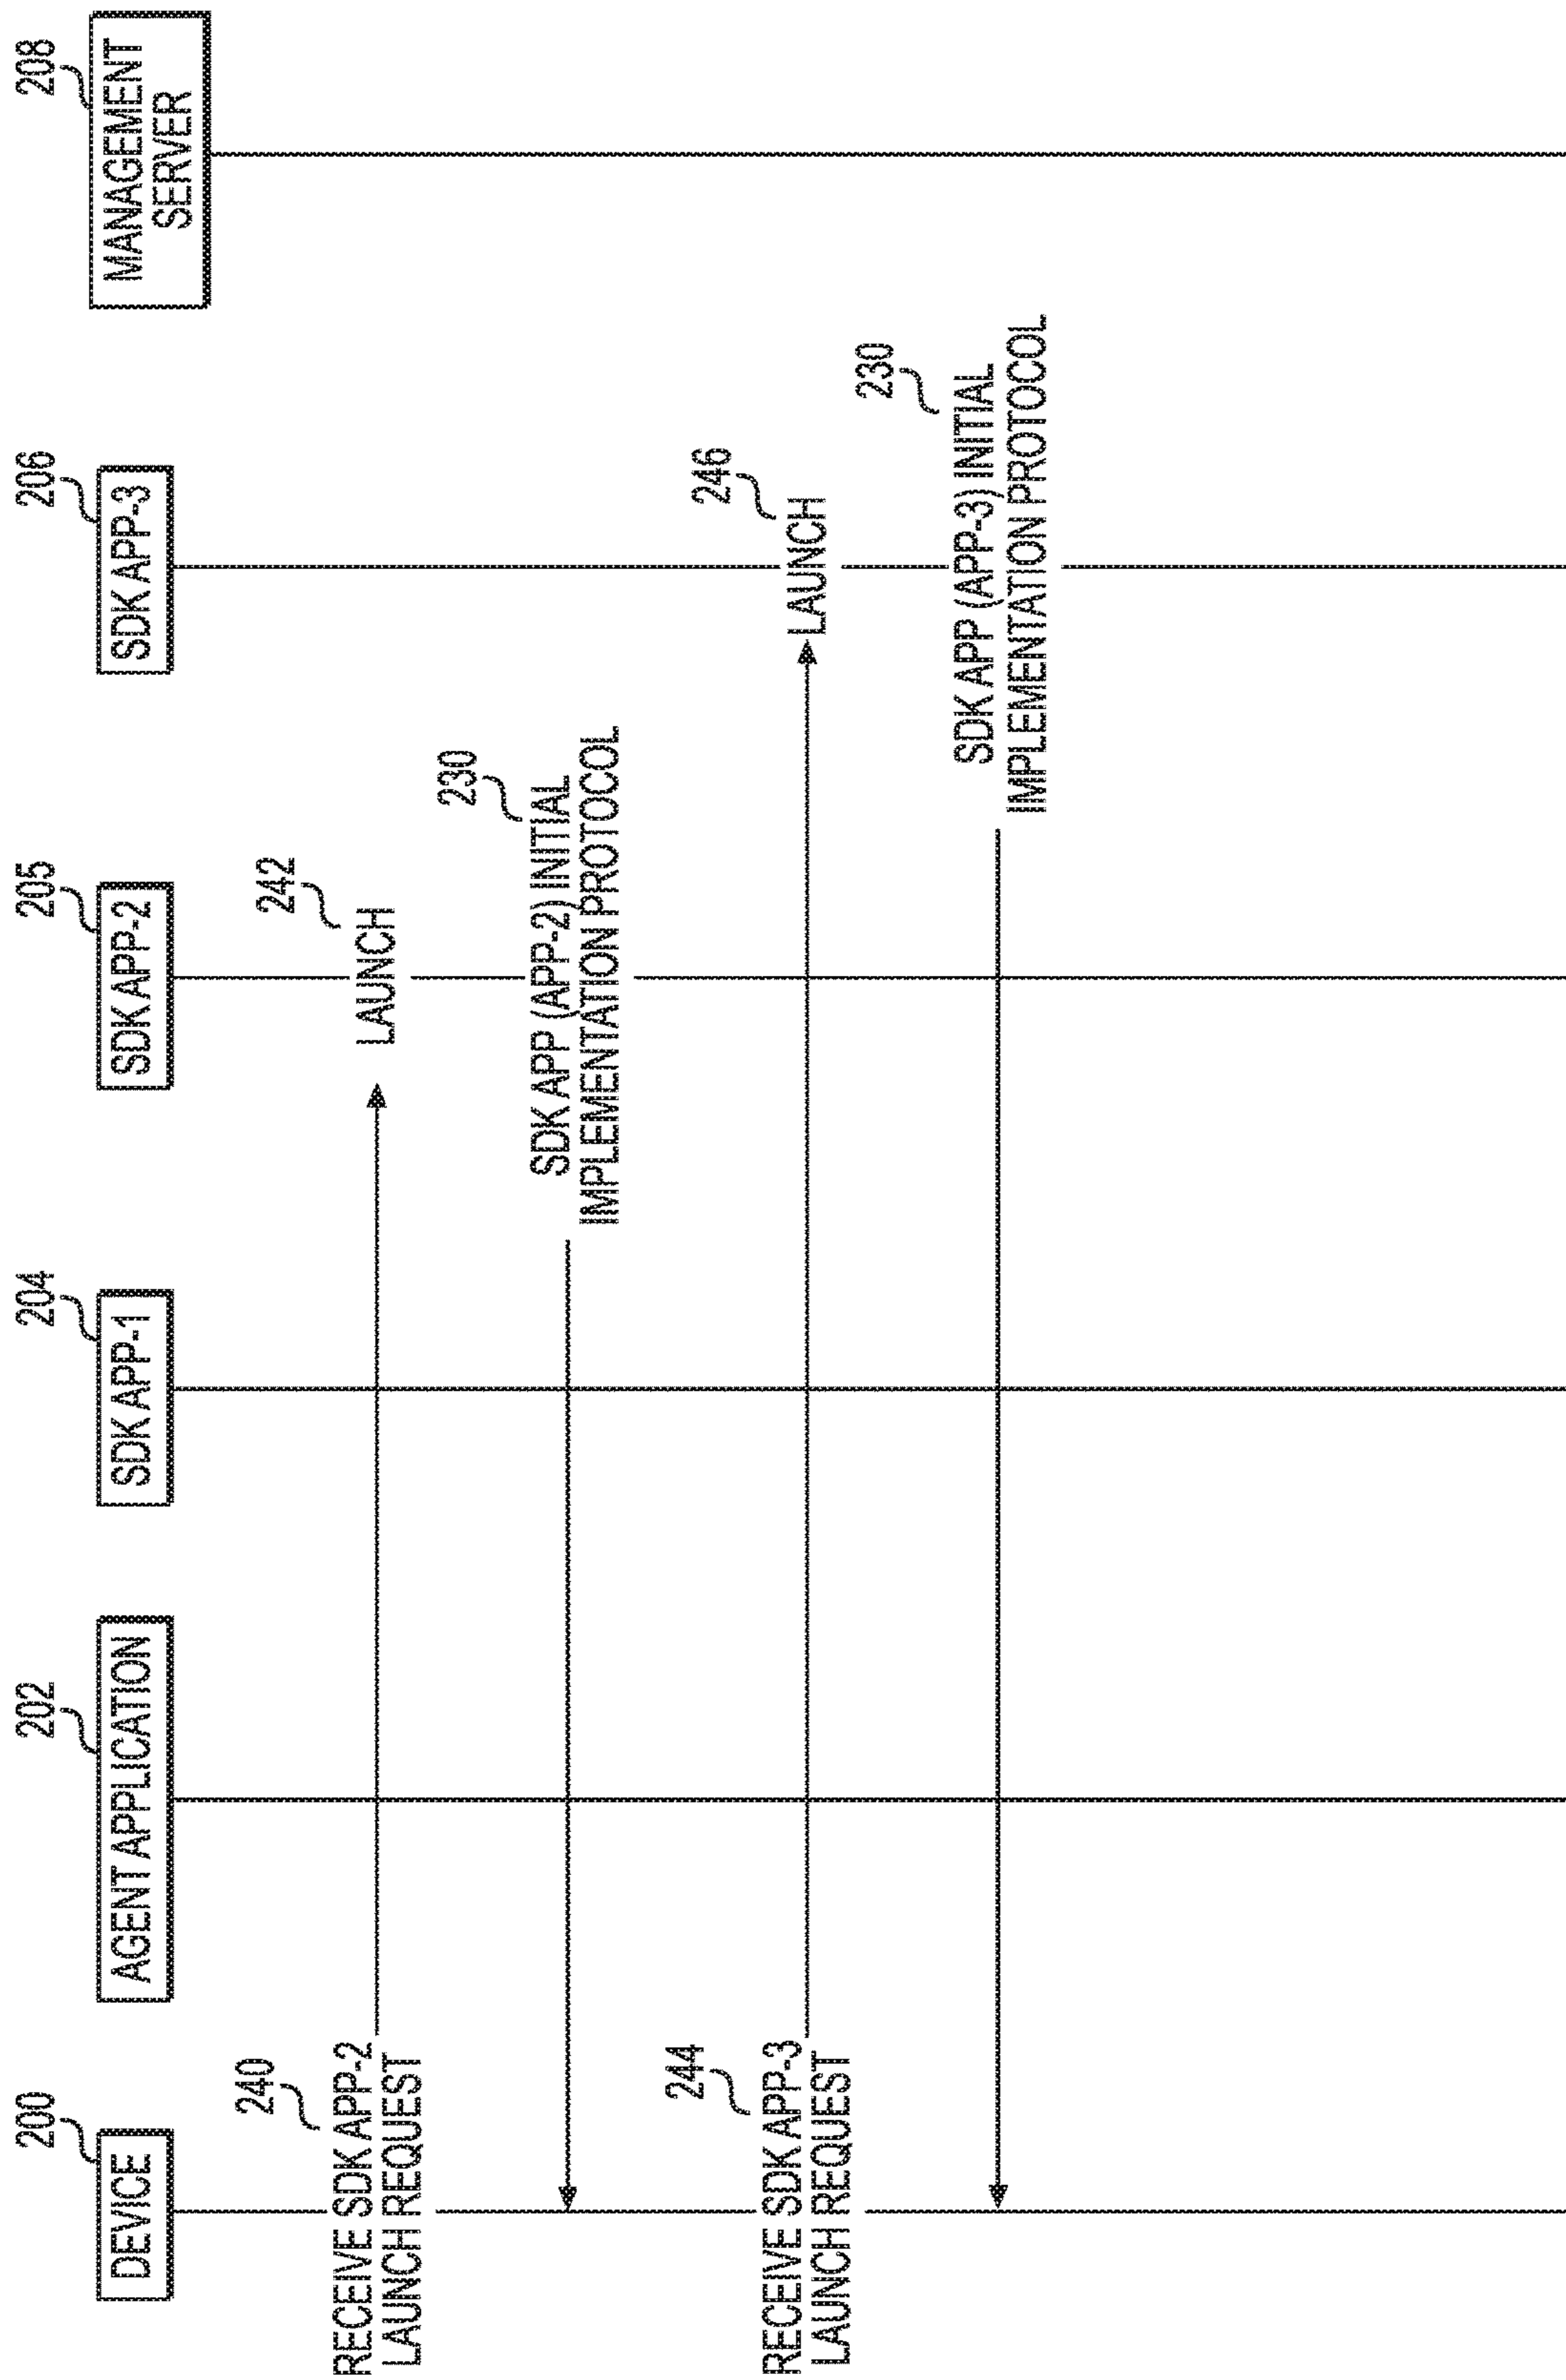 200
DEVICE
202
AGENT APPLICATION
204
SDK APP-1
205
SDK APP-2
206
SDK APP-3
208
MANAGEMENT
SERVER
240
RECEIVE SDK APP-2
LAUNCH REQUEST
242
LAUNCH
230
SDK APP (APP-2) INITIAL
IMPLEMENTATION PROTOCOL
244
RECEIVE SDK APP-3
LAUNCH REQUEST
246
LAUNCH
230
SDK APP (APP-3) INITIAL
IMPLEMENTATION PROTOCOL